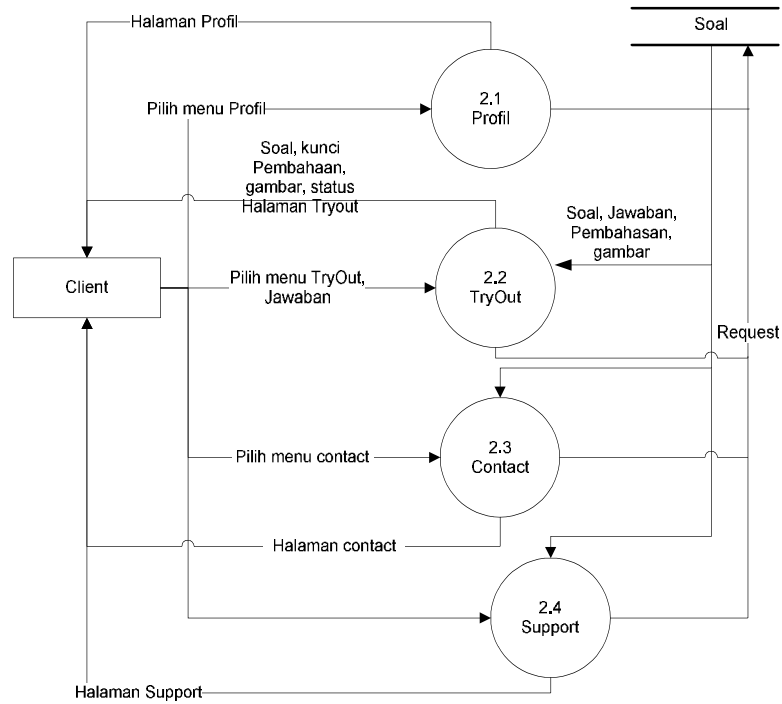 Halaman Profil
Soal
2.1
Profil
Pilih menu Profil
Soal, kunci
Pembahaan,
gambar, status
Halaman Tryout
Soal, Jawaban,
Pembahasan,
gambar
Client
Pilih menu TryOut,
Jawaban
2.2
TryOut
Request
2.3
Contact
Pilih menu contact
Halaman contact
2.4
Support
Halaman Support